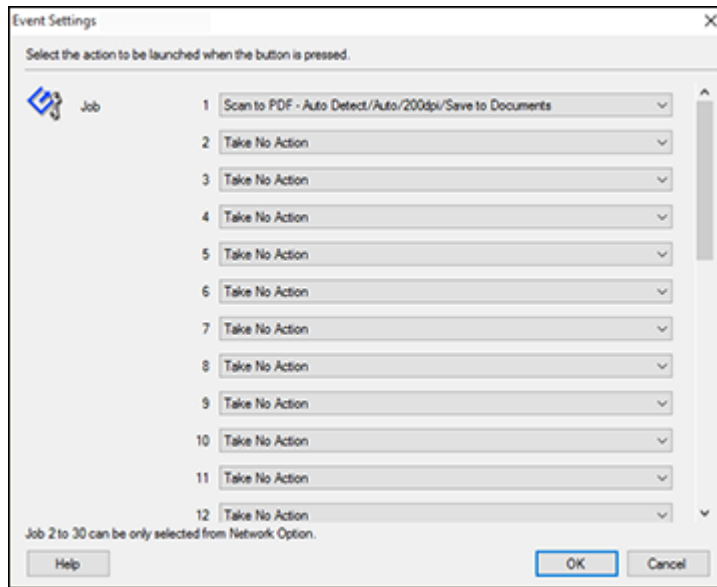 Event Settings
Select the action to be launched when the button is pressed.
Job 1 Scan to PDF - Auto Detect/Auto/200dpi/Save to Documents
2 Take No Action
3 Take No Action
4 Take No Action
5 Take No Action
6 Take No Action
7 Take No Action
8 Take No Action
9 Take No Action
10 Take No Action
11 Take No Action
12 Take No Action
Job 2 to 30 can be only selected from Network Option.
Help OK Cancel